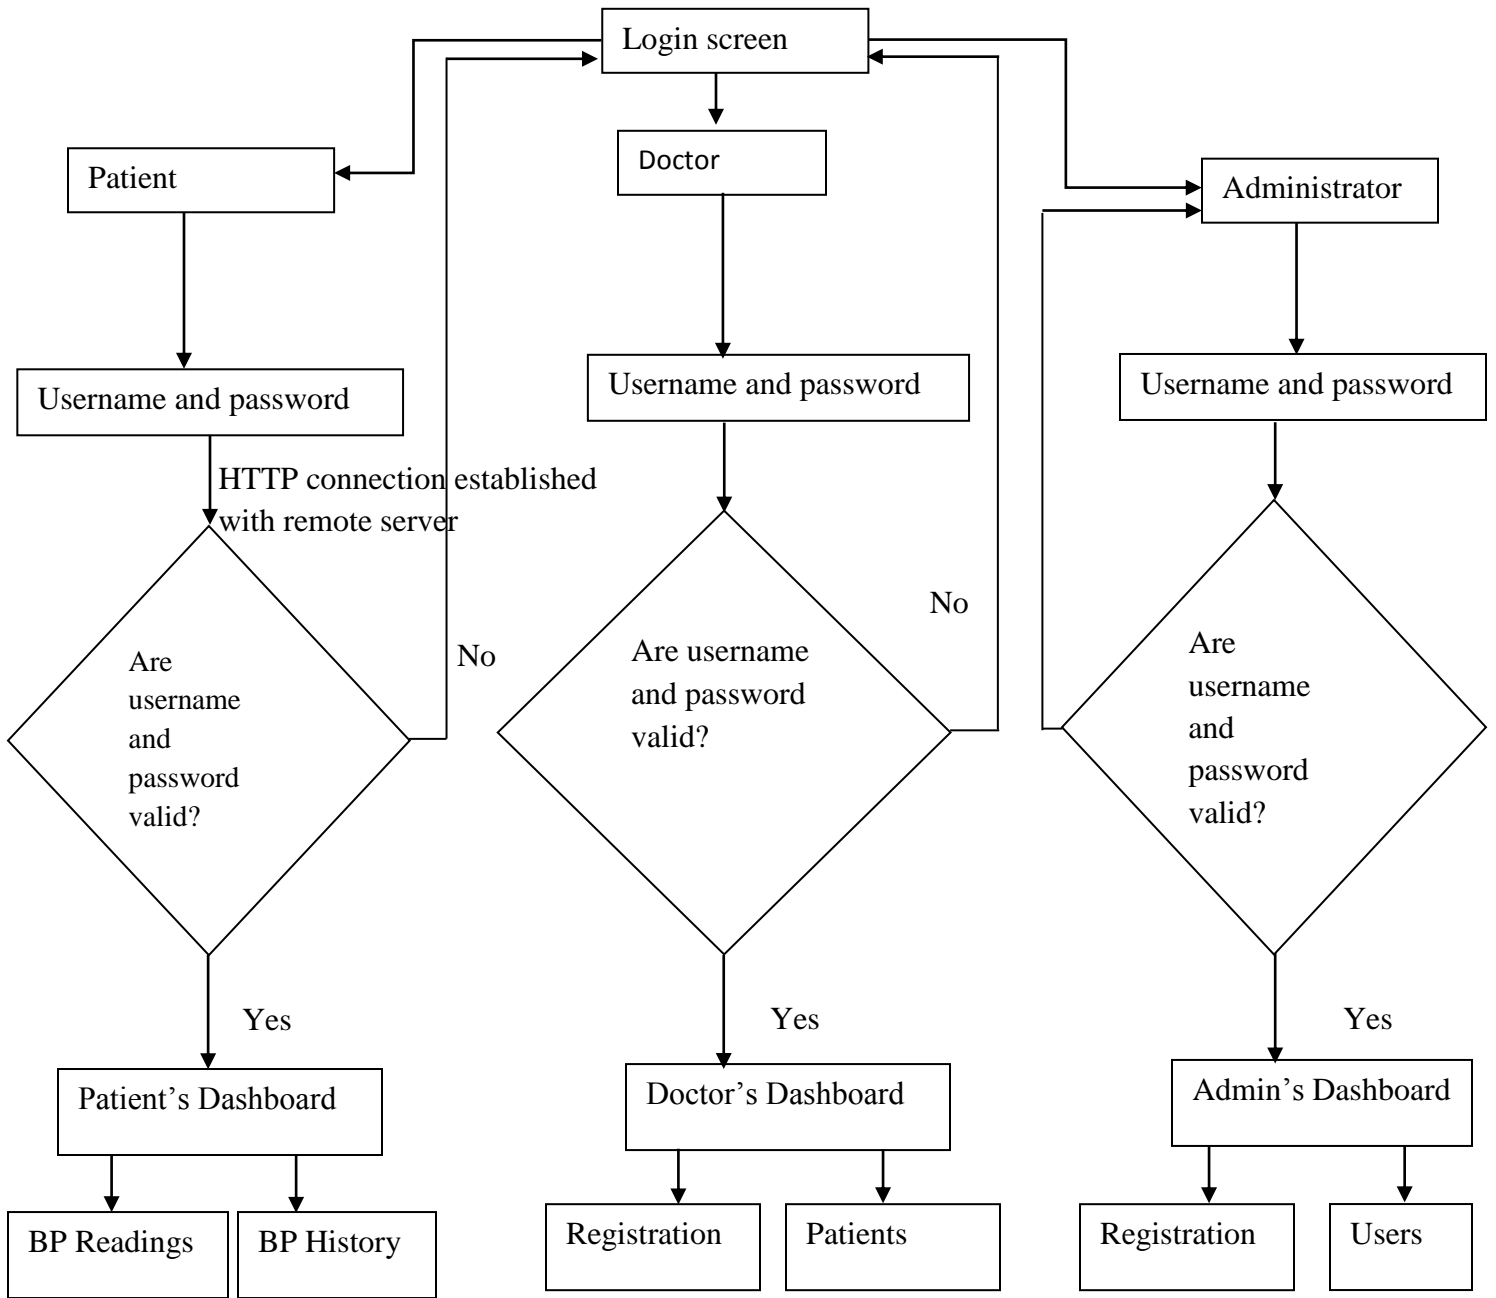 Login screen
Patient
Doctor
Administrator
Username and password
Username and password
Username and password
HTTP connection established
with remote server
No
No
Are
username
and
password
valid?
Are username
and password
valid?
Are
username
and
password
valid?
Yes
Yes
Yes
Patient’s Dashboard
Doctor’s Dashboard
Admin’s Dashboard
BP Readings
BP History
Registration
Patients
Registration
Users